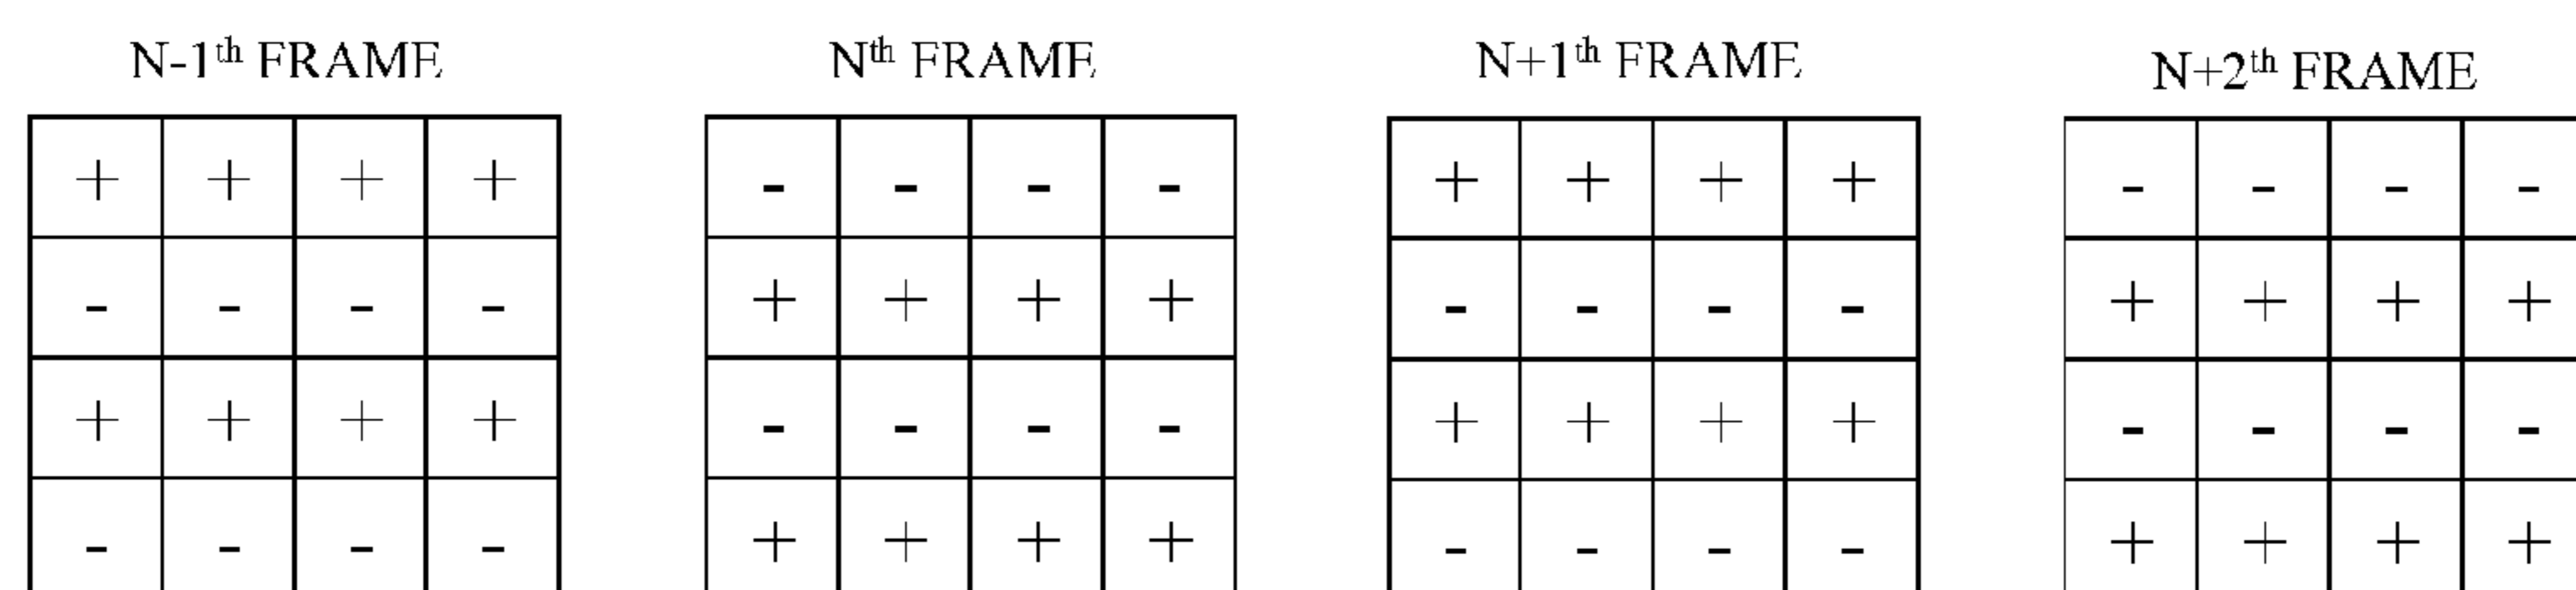 N-1th FRAME Nth FRAME N+1th FRAME N+2th FRAME
+ + + + - - - - + + + + - - - -
- - - - + + + + - - - - + + + +
+ + + + - - - - + + + + - - - -
- - - - + + + + - - - - + + + +